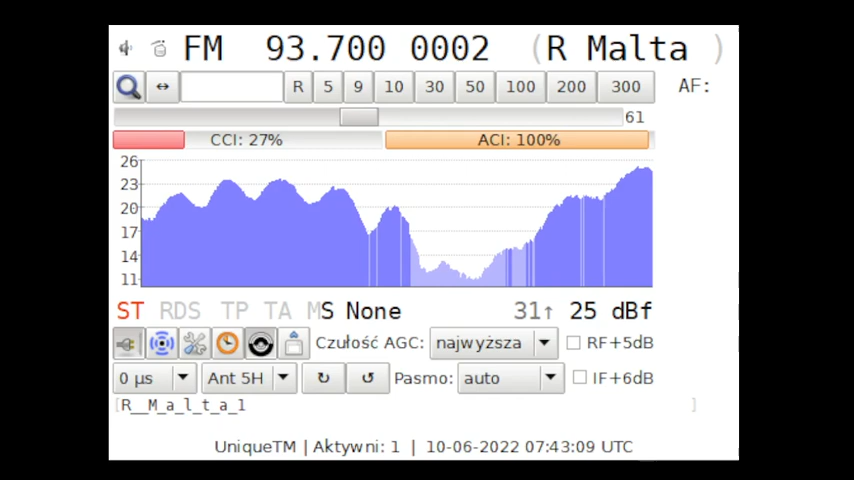 FM 93.700 0002 (R Malta )
R 5 9 10 30 50 100 200 300 AF:
61
CCI: 27% ACI: 100%
26
23
20
17
14
11
ST RDS TP TA MS None 31↑ 25 dBf
Czułość AGC: najwyższa RF+5dB
0 µs Ant 5H ↻ ↺ Pasmo: auto IF+6dB
[R__M_a_l_t_a_1 ]
UniqueTM | Aktywni: 1 | 10-06-2022 07:43:09 UTC